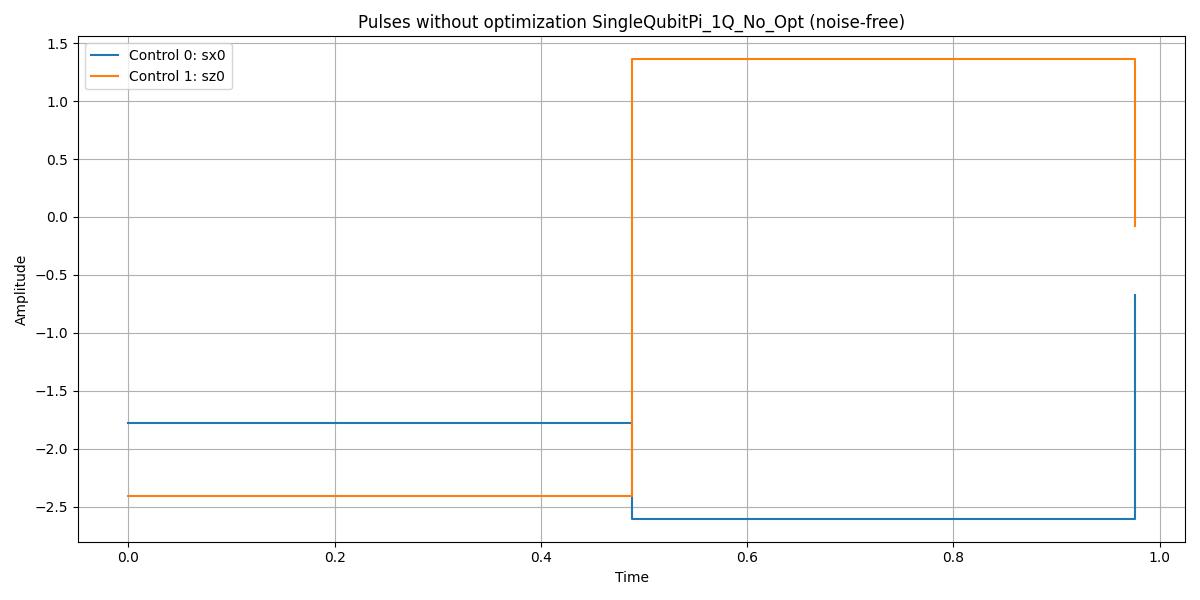 Pulses without optimization SingleQubitPi_1Q_No_Opt (noise-free)
Control 0: sx0
Control 1: sz0
Amplitude
1.5
1.0
0.5
0.0
−0.5
−1.0
−1.5
−2.0
−2.5
0.0 0.2 0.4 0.6 0.8 1.0
Time